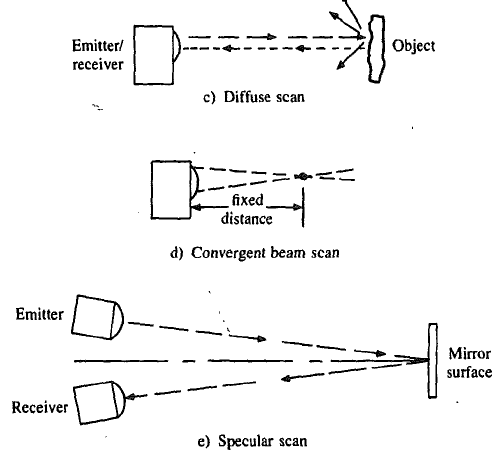 Emitter/
receiver
Object
c) Diffuse scan
fixed
distance
d) Convergent beam scan
Emitter
Mirror
surface
Receiver
e) Specular scan